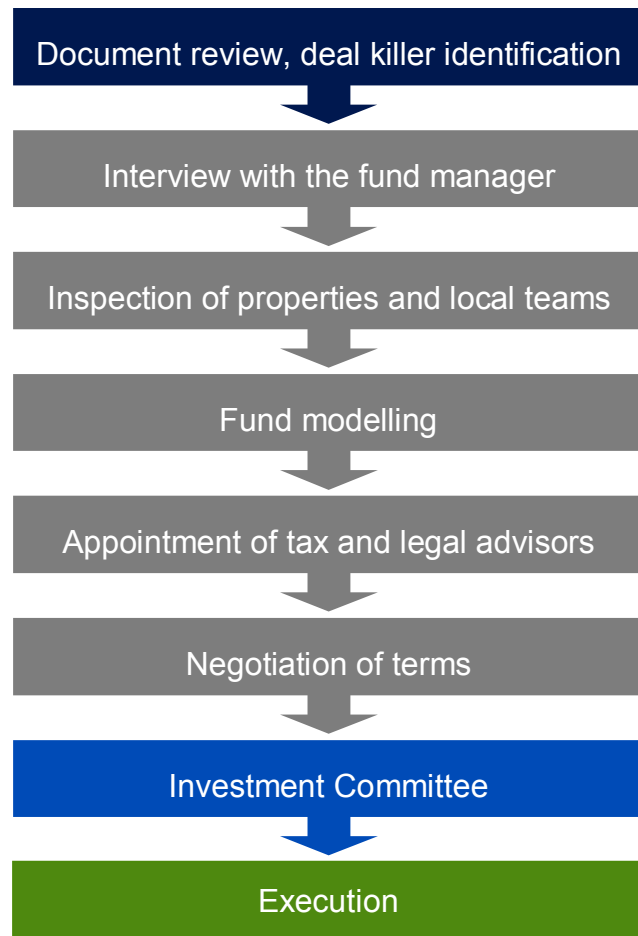 Document review, deal killer identification
Interview with the fund manager
Inspection of properties and local teams
Fund modelling
Appointment of tax and legal advisors
Negotiation of terms
Investment Committee
Execution